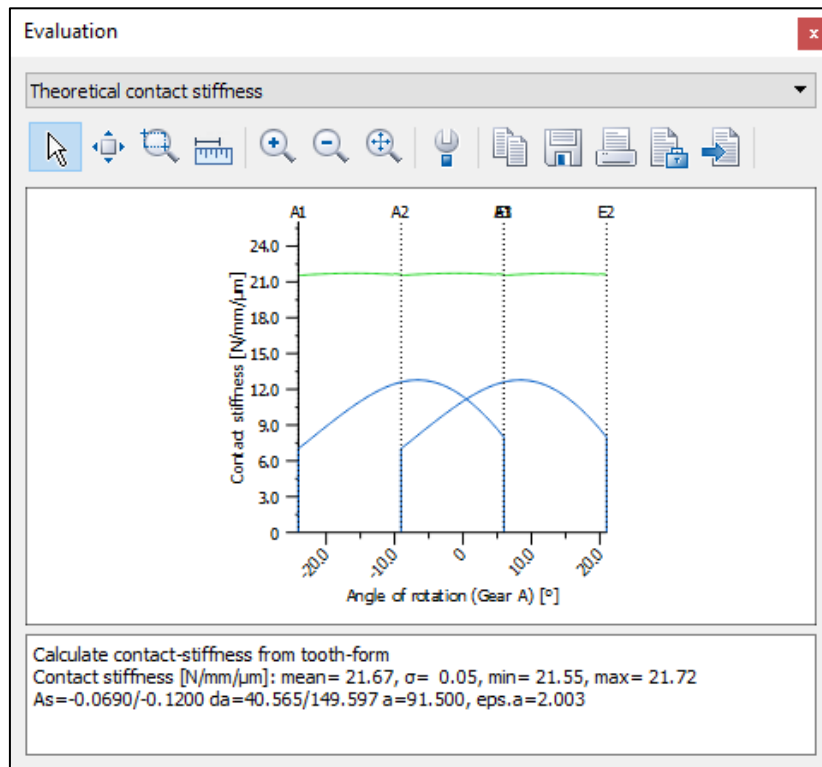 Evaluation
x
Theoretical contact stiffness
A1 A2 E2
24.0
21.0
18.0
15.0
12.0
9.0
6.0
3.0
0
Contact stiffness [N/mm/µm]
-20.0 -10.0 0 10.0 20.0
Angle of rotation (Gear A) [°]
Calculate contact-stiffness from tooth-form
Contact stiffness [N/mm/µm]: mean= 21.67, σ= 0.05, min= 21.55, max= 21.72
As=-0.0690/-0.1200 da=40.565/149.597 a=91.500, eps.a=2.003